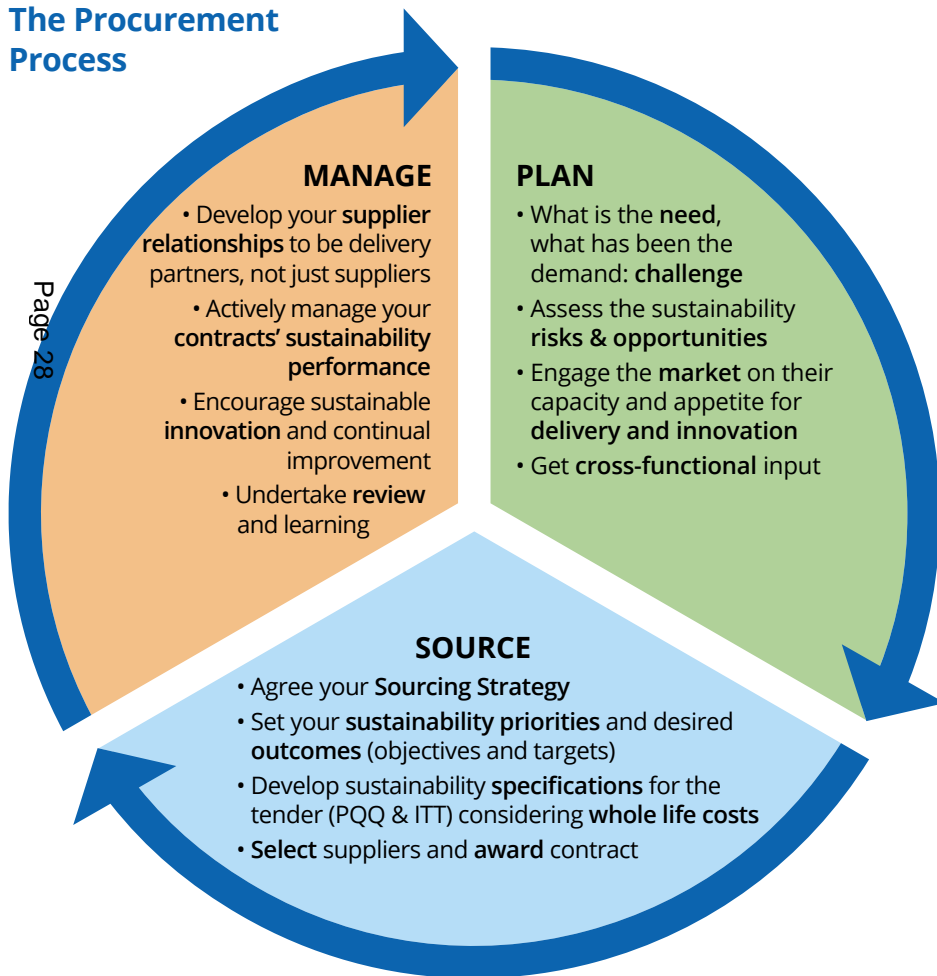 The Procurement
Process
MANAGE
• Develop your supplier
relationships to be delivery
partners, not just suppliers
• Actively manage your
contracts’ sustainability
performance
• Encourage sustainable
innovation and continual
improvement
• Undertake review
and learning
PLAN
• What is the need,
what has been the
demand: challenge
• Assess the sustainability
risks & opportunities
• Engage the market on their
capacity and appetite for
delivery and innovation
• Get cross-functional input
SOURCE
• Agree your Sourcing Strategy
• Set your sustainability priorities and desired
outcomes (objectives and targets)
• Develop sustainability specifications for the
tender (PQQ & ITT) considering whole life costs
• Select suppliers and award contract
Page 28